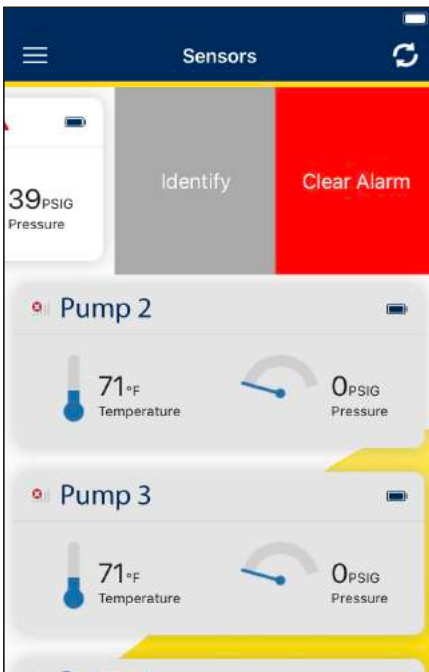 Sensors
39PSIG
Pressure
Identify
Clear Alarm
Pump 2
71°F
Temperature
0PSIG
Pressure
Pump 3
71°F
Temperature
0PSIG
Pressure